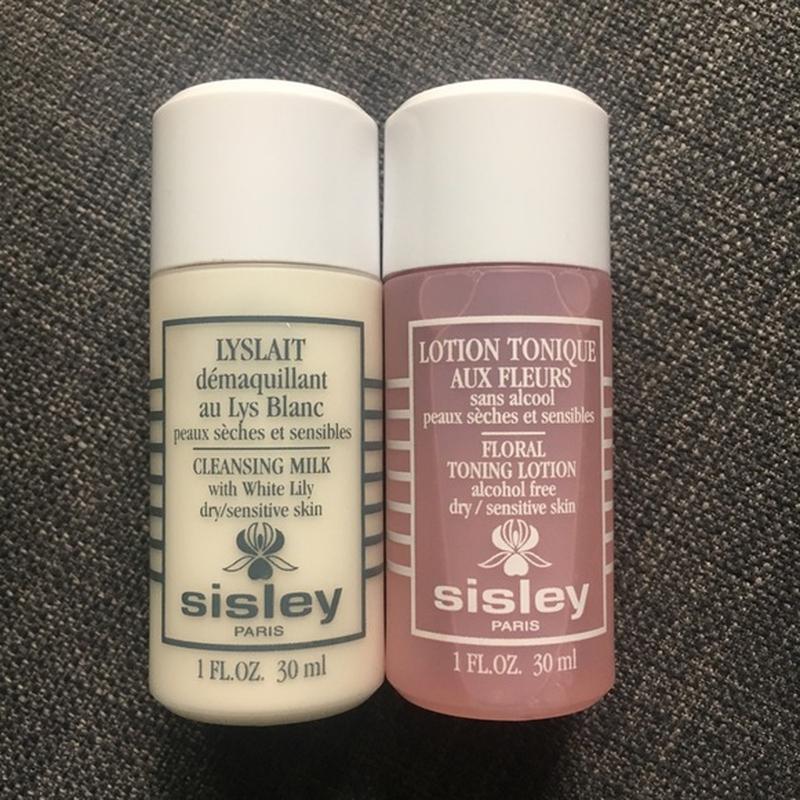 LYSLAIT
démaquillant
au Lys Blanc
peaux sèches et sensibles
CLEANSING MILK
with White Lily
dry/sensitive skin
sisley
PARIS
1 FL.OZ. 30 ml
LOTION TONIQUE
AUX FLEURS
sans alcool
peaux sèches et sensibles
FLORAL
TONING LOTION
alcohol free
dry / sensitive skin
sisley
PARIS
1 FL.OZ. 30 ml